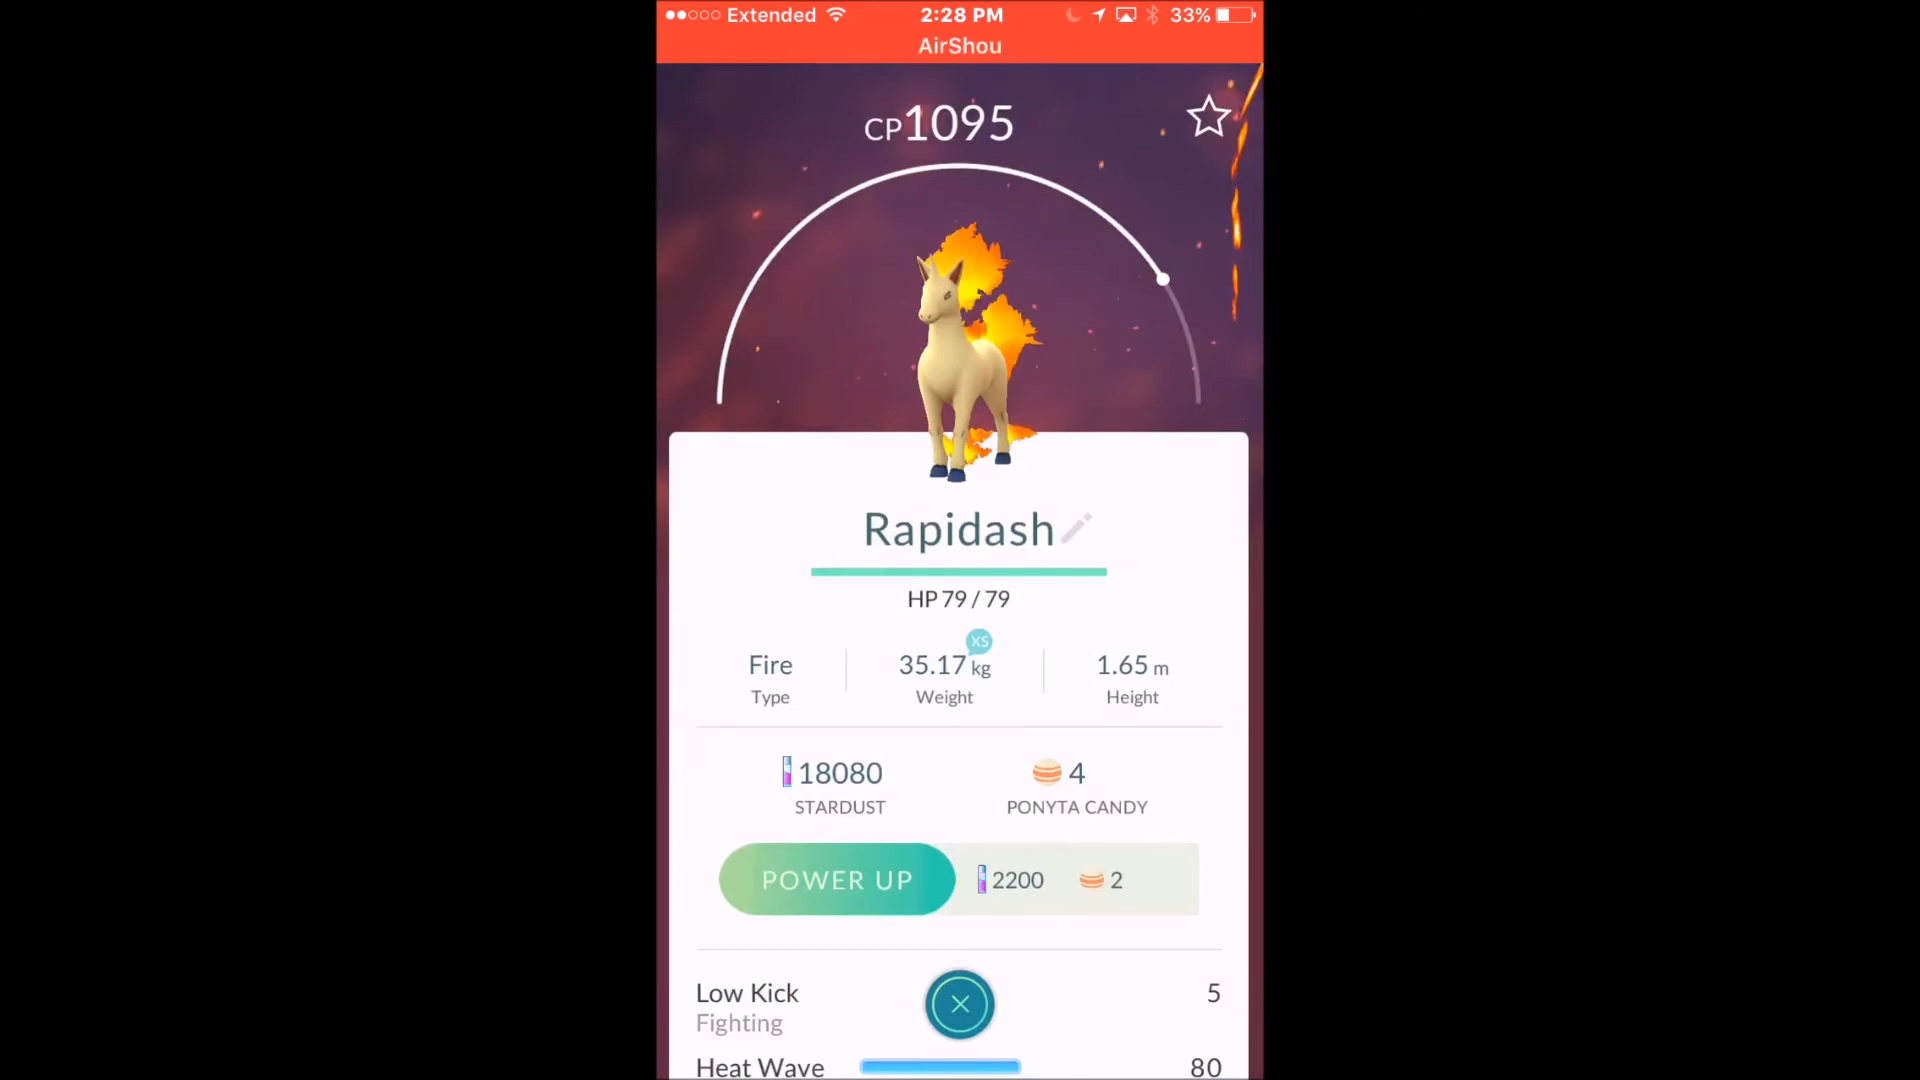 Extended 2:28 PM 33%
AirShou
CP1095
Rapidash
HP 79 / 79
XS
Fire 35.17 kg 1.65 m
Type Weight Height
18080 4
STARDUST PONYTA CANDY
POWER UP 2200 2
Low Kick 5
Fighting
Heat Wave 80